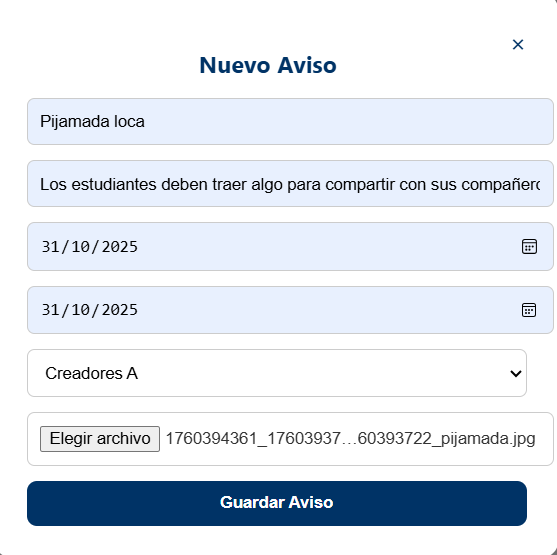 ×
Nuevo Aviso
Pijamada loca
Los estudiantes deben traer algo para compartir con sus compañero
31/10/2025
31/10/2025
Creadores A
Elegir archivo 1760394361_17603937…60393722_pijamada.jpg
Guardar Aviso